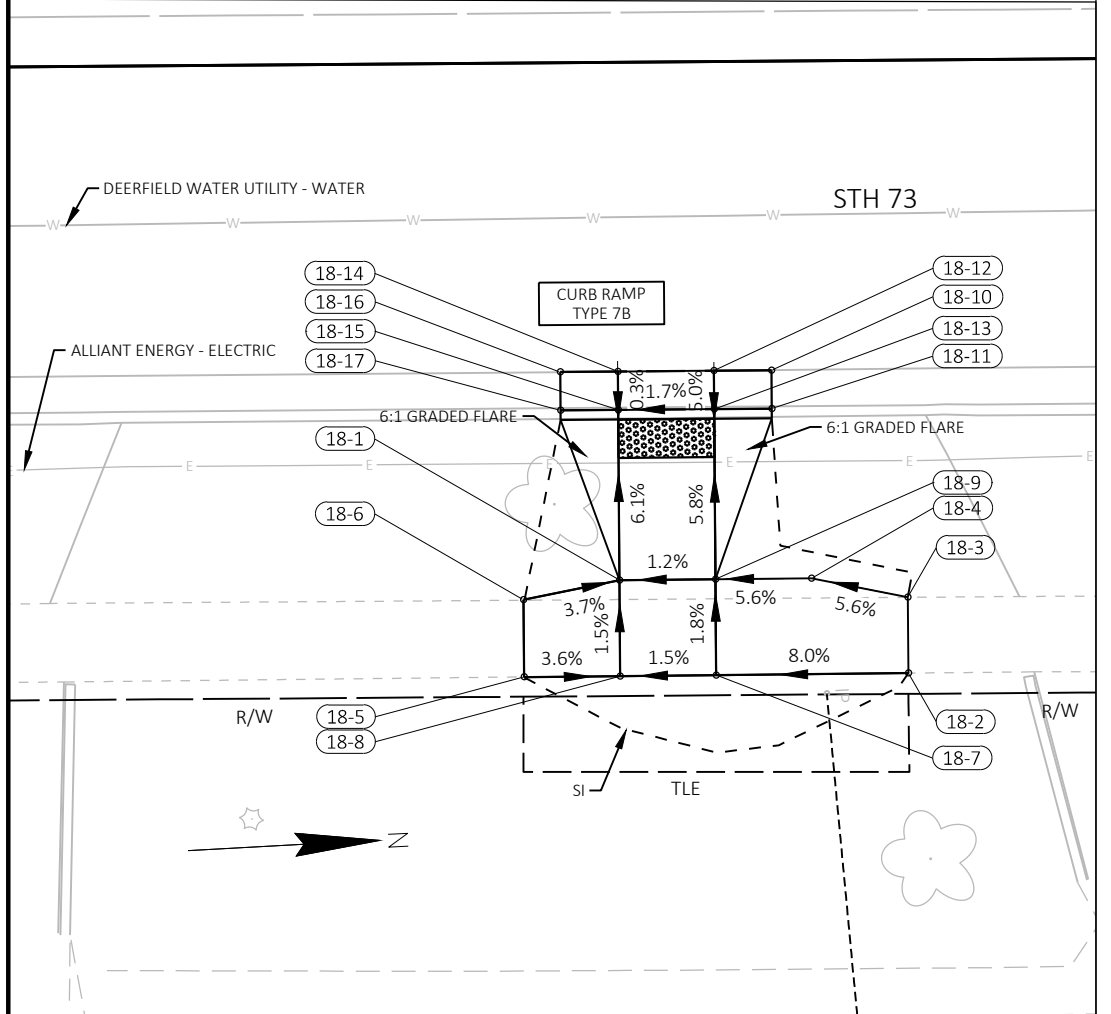 DEERFIELD WATER UTILITY - WATER
STH 73
W W W W W W
18-14
18-12
CURB RAMP
TYPE 7B
18-16
18-10
18-15
18-13
ALLIANT ENERGY - ELECTRIC
18-17
18-11
0.3%
1.7%
5.0%
6:1 GRADED FLARE
6:1 GRADED FLARE
18-1
E E E E E E
18-9
6.1%
5.8%
18-6
18-4
18-3
1.2%
3.7%
5.6%
5.6%
1.5%
1.8%
3.6%
1.5%
8.0%
R/W
R/W
18-5
18-2
18-8
18-7
SI
TLE
N